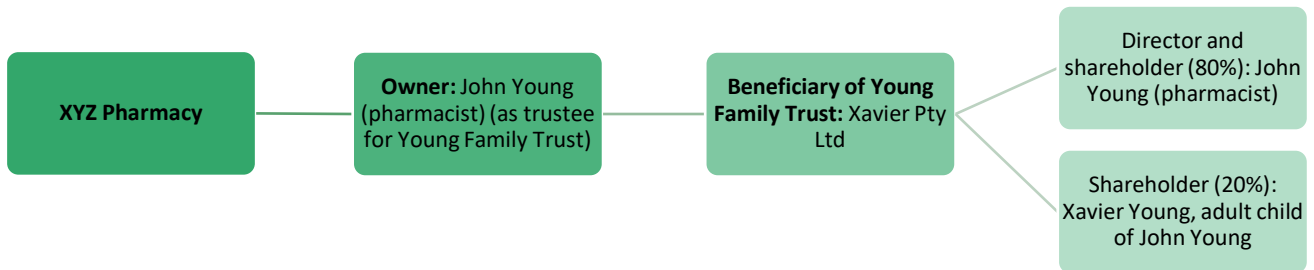 XYZ Pharmacy
Owner: John Young
(pharmacist) (as trustee
for Young Family Trust)
Beneficiary of Young
Family Trust: Xavier Pty
Ltd
Director and
shareholder (80%): John
Young (pharmacist)
Shareholder (20%):
Xavier Young, adult child
of John Young